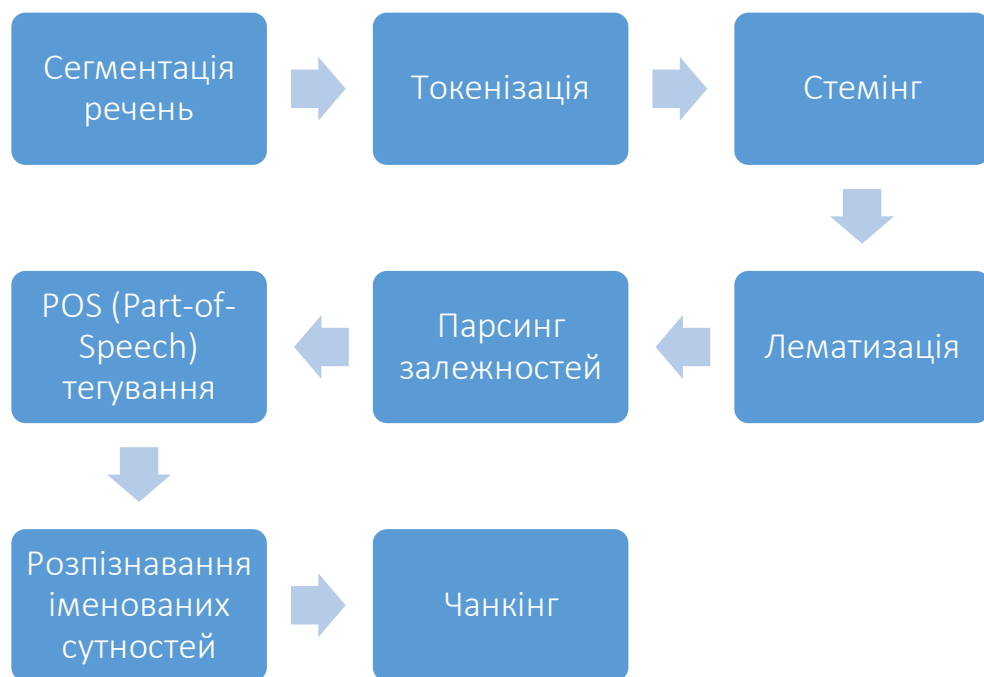 Сегментація
речень
Токенізація
Стемінг
Лематизація
Парсинг
залежностей
POS (Part-of-
Speech)
тегування
Розпізнавання
іменованих
сутностей
Чанкінг